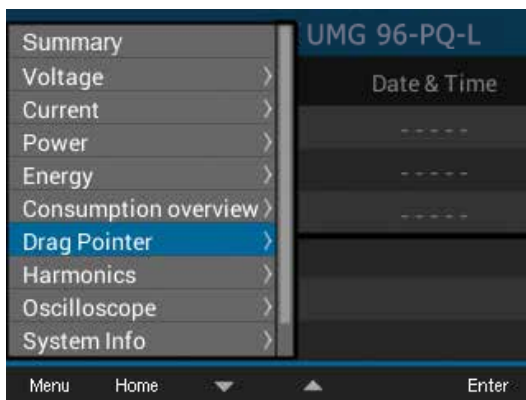 UMG 96-PQ-L
Date & Time
- - - - -
- - - - -
- - - - -
Summary
Voltage
Current
Power
Energy
Consumption overview
Drag Pointer
Harmonics
Oscilloscope
System Info
Menu Home Enter